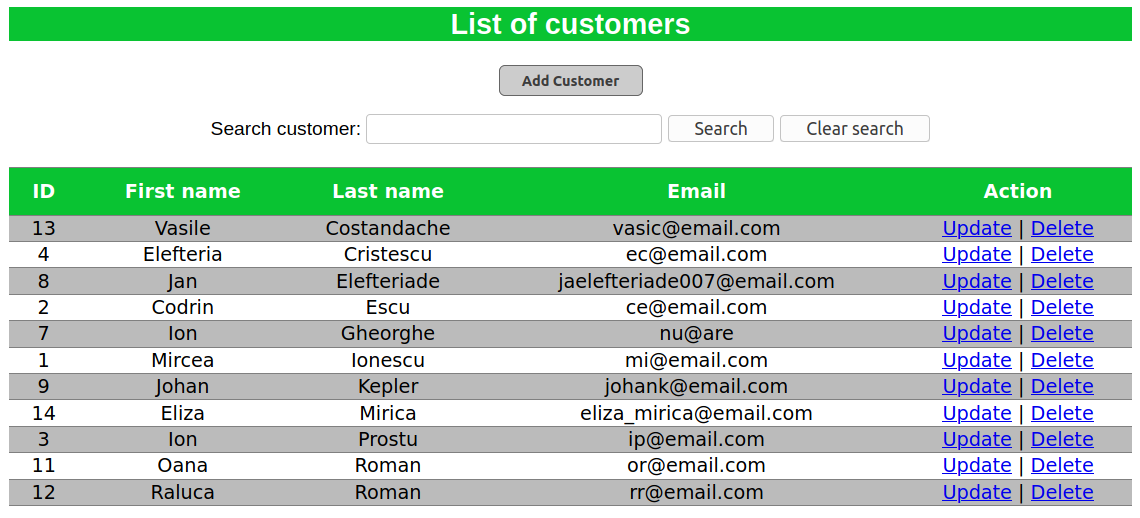 List of customers
Add Customer
Search customer: Search Clear search
ID First name Last name Email Action
13 Vasile Costandache vasic@email.com Update | Delete
4 Elefteria Cristescu ec@email.com Update | Delete
8 Jan Elefteriade jaelefteriade007@email.com Update | Delete
2 Codrin Escu ce@email.com Update | Delete
7 Ion Gheorghe nu@are Update | Delete
1 Mircea Ionescu mi@email.com Update | Delete
9 Johan Kepler johank@email.com Update | Delete
14 Eliza Mirica eliza_mirica@email.com Update | Delete
3 Ion Prostu ip@email.com Update | Delete
11 Oana Roman or@email.com Update | Delete
12 Raluca Roman rr@email.com Update | Delete